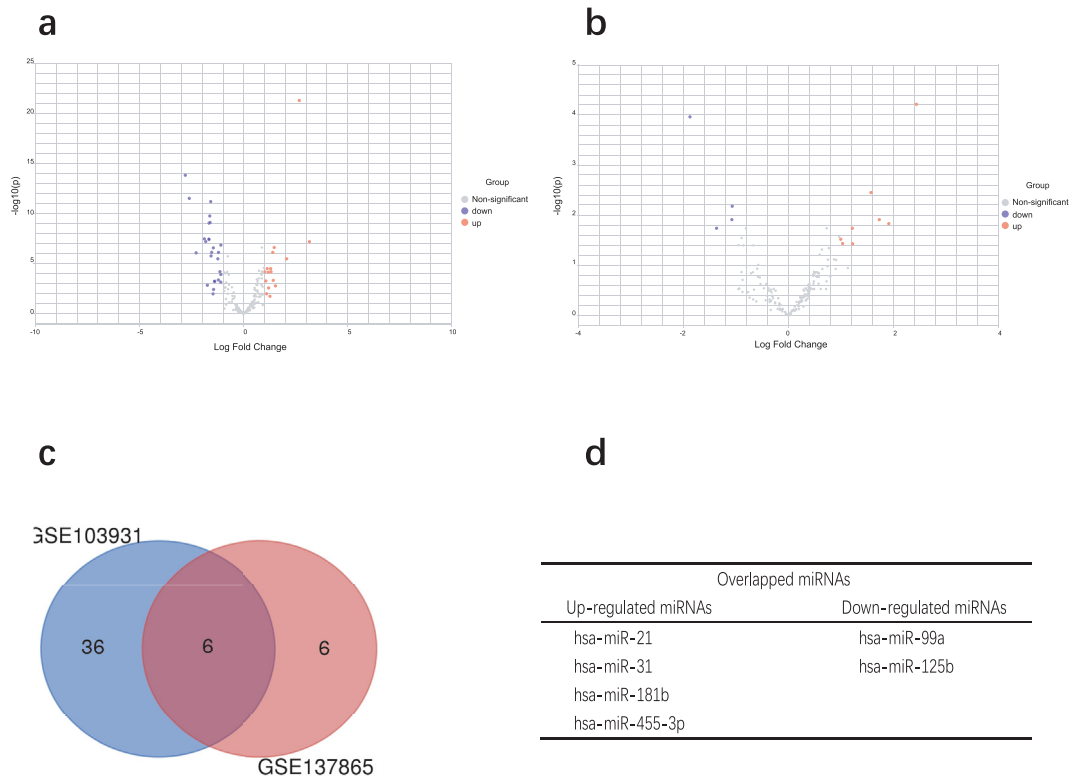 a
25
20
15
10
5
0
-10
-5
0
5
10
-log10(p)
Log Fold Change
Group
Non-significant
down
up
b
5
4
3
2
1
0
-4
-2
0
2
4
-log10(p)
Log Fold Change
Group
Non-significant
down
up
c
GSE103931
36
6
6
GSE137865
d
Overlapped miRNAs
Up-regulated miRNAs Down-regulated miRNAs
hsa-miR-21 hsa-miR-99a
hsa-miR-31 hsa-miR-125b
hsa-miR-181b
hsa-miR-455-3p